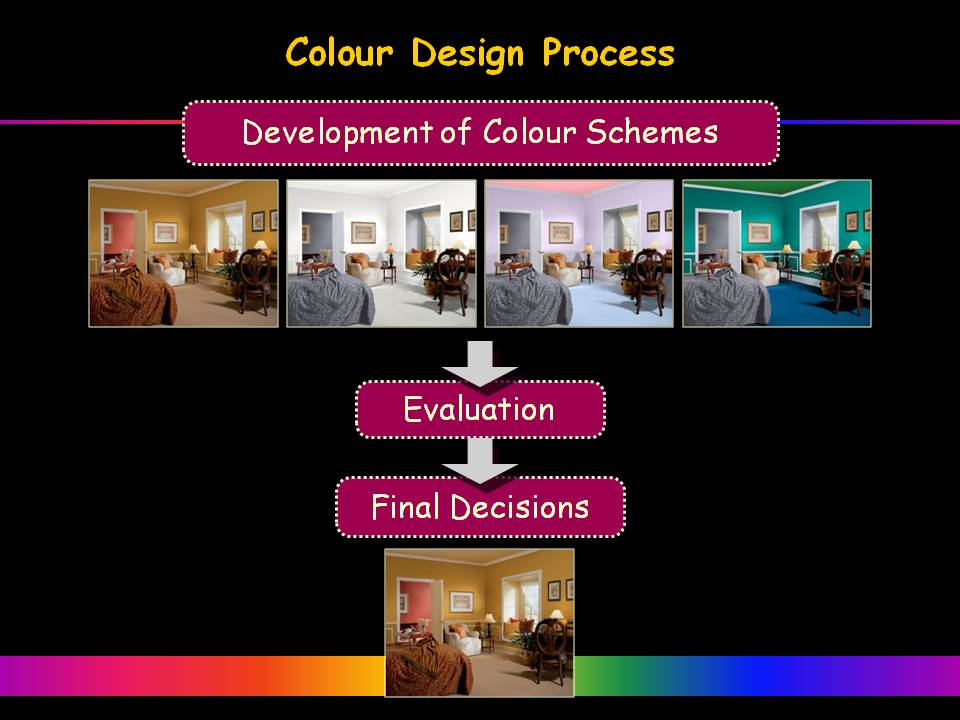 Colour Design Process
Development of Colour Schemes
Evaluation
Final Decisions